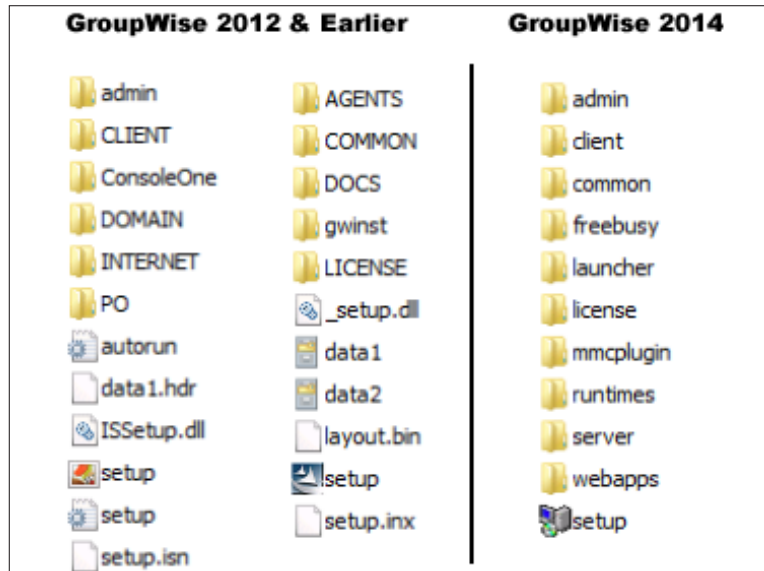 GroupWise 2012 & Earlier
GroupWise 2014
admin
CLIENT
ConsoleOne
DOMAIN
INTERNET
PO
autorun
data1.hdr
ISSetup.dll
setup
setup
setup.isn
AGENTS
COMMON
DOCS
gwinst
LICENSE
_setup.dll
data1
data2
layout.bin
setup
setup.inx
admin
client
common
freebusy
launcher
license
mmcplugin
runtimes
server
webapps
setup